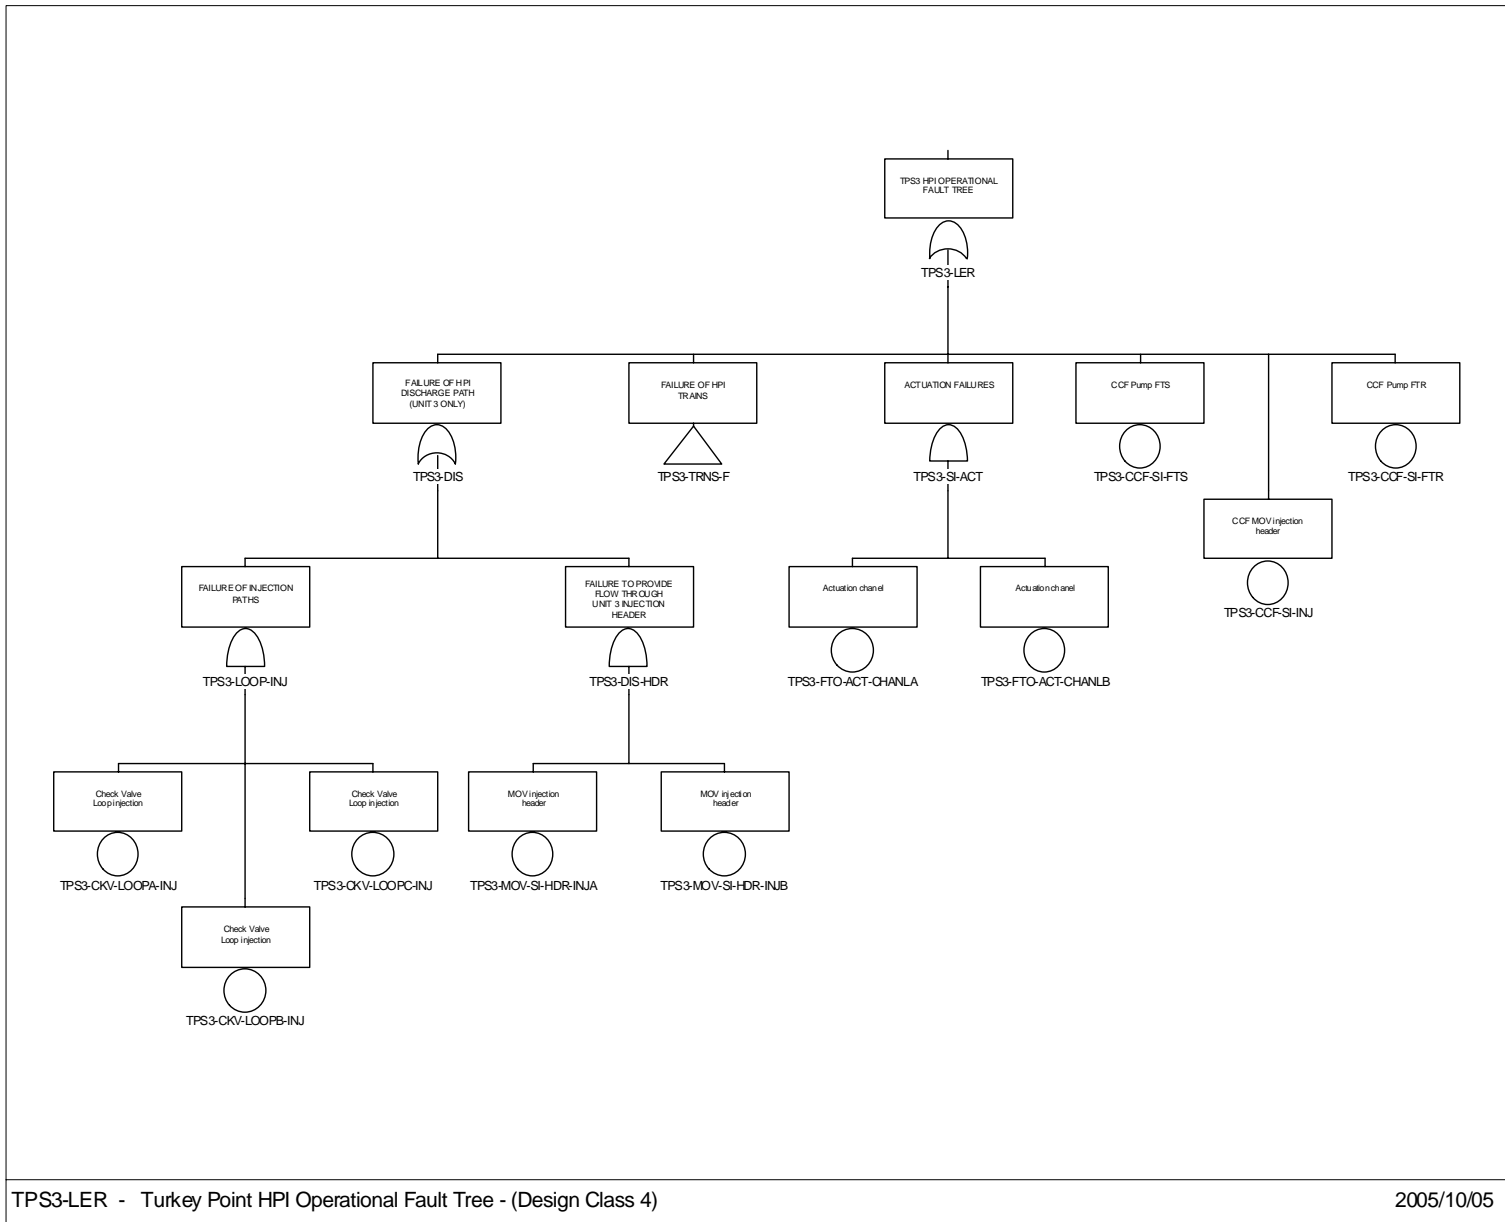 TPS3 HPI OPERATIONAL
FAULT TREE
TPS3-LER
FAILURE OF HPI
DISCHARGE PATH
(UNIT 3 ONLY)
TPS3-DIS
FAILURE OF HPI
TRAINS
TPS3-TRNS-F
ACTUATION FAILURES
TPS3-SI-ACT
CCF Pump FTS
TPS3-CCF-SI-FTS
CCF Pump FTR
TPS3-CCF-SI-FTR
CCF MOV injection
header
TPS3-CCF-SI-INJ
FAILURE OF INJECTION
PATHS
TPS3-LOOP-INJ
FAILURE TO PROVIDE
FLOW THROUGH
UNIT 3 INJECTION
HEADER
TPS3-DIS-HDR
Actuation chanel
TPS3-FTO-ACT-CHANLA
Actuation chanel
TPS3-FTO-ACT-CHANLB
Check Valve
Loop injection
TPS3-CKV-LOOPA-INJ
Check Valve
Loop injection
TPS3-CKV-LOOPC-INJ
MOV injection
header
TPS3-MOV-SI-HDR-INJA
MOV injection
header
TPS3-MOV-SI-HDR-INJB
Check Valve
Loop injection
TPS3-CKV-LOOPB-INJ
TPS3-LER - Turkey Point HPI Operational Fault Tree - (Design Class 4)
2005/10/05